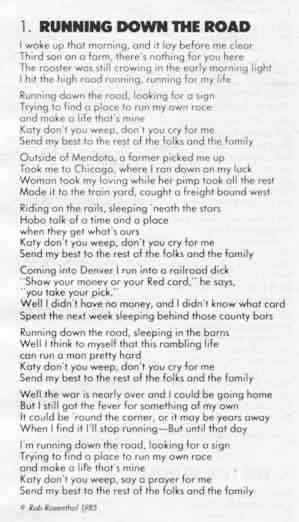 1. RUNNING DOWN THE ROAD
I woke up that morning, and it lay before me clear
Third son on a farm, there's nothing for you here
The rooster was still crowing in the early morning light
I hit the high road running, running for my life
Running down the road, looking for a sign
Trying to find a place to run my own race
and make a life that's mine
Katy don't you weep, don't you cry for me
Send my best to the rest of the folks and the family
Outside of Mendota, a farmer picked me up
Took me to Chicago, where I ran down on my luck
Woman took my loving while her pimp took all the rest
Made it to the train yard, caught a freight bound west
Riding on the rails, sleeping 'neath the stars
Hobo talk of a time and a place
when they get what's ours
Katy don't you weep, don't you cry for me
Send my best to the rest of the folks and the family
Coming into Denver I run into a railroad dick
"Show your money or your Red card," he says,
"you take your pick."
Well I didn't have no money, and I didn't know what card
Spent the next week sleeping behind those county bars
Running down the road, sleeping in the barns
Well I think to myself that this rambling life
can run a man pretty hard
Katy don't you weep, don't you cry for me
Send my best to the rest of the folks and the family
Well the war is nearly over and I could be going home
But I still got the fever for something of my own
It could be 'round the corner, or it may be years away
When I find it I'll stop running—But until that day
I'm running down the road, looking for a sign
Trying to find a place to run my own race
and make a life that's mine
Katy don't you weep, say a prayer for me
Send my best to the rest of the folks and the family
© Rob Rosenthal 1985